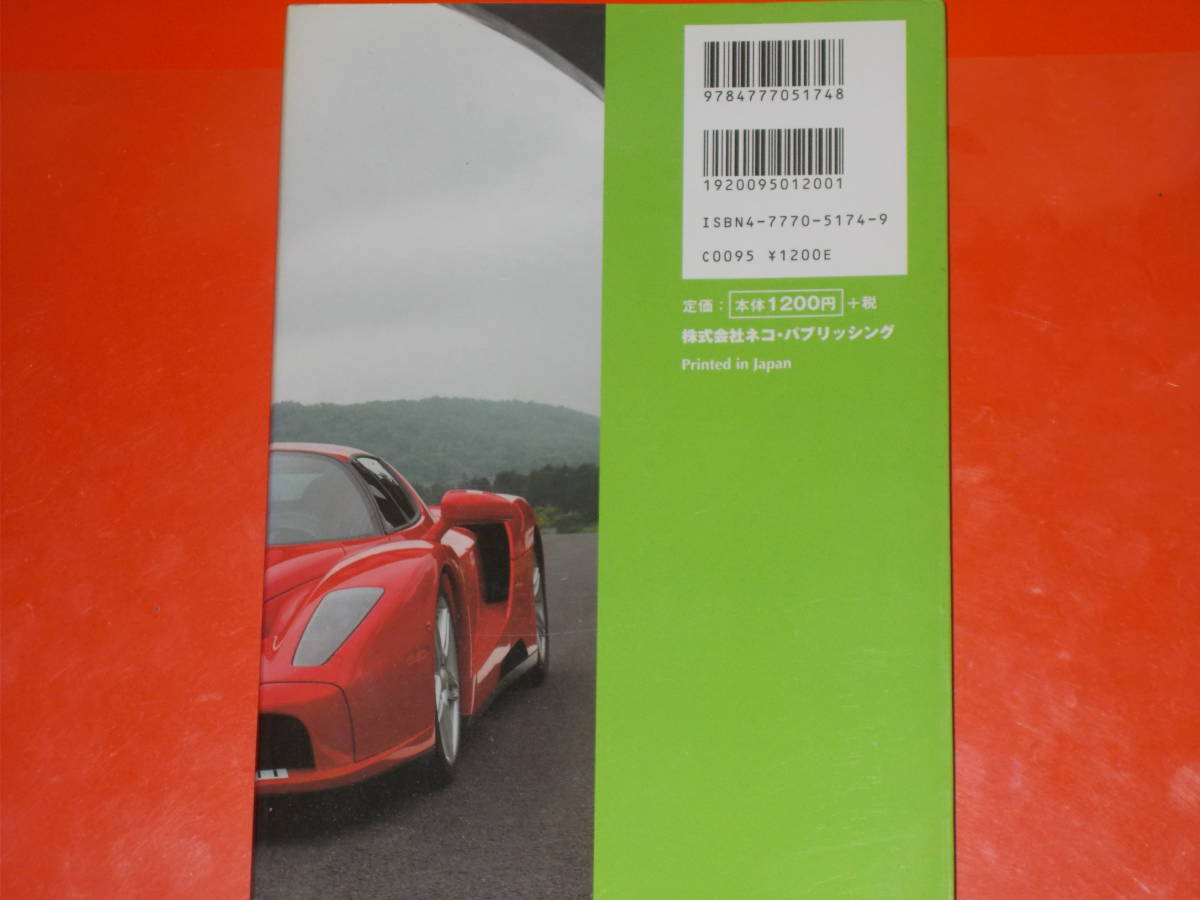 9784777051748
1920095012001
ISBN4-7770-5174-9
C0095 ¥1200E
定価：本体1200円+税
株式会社ネコ・パブリッシング
Printed in Japan